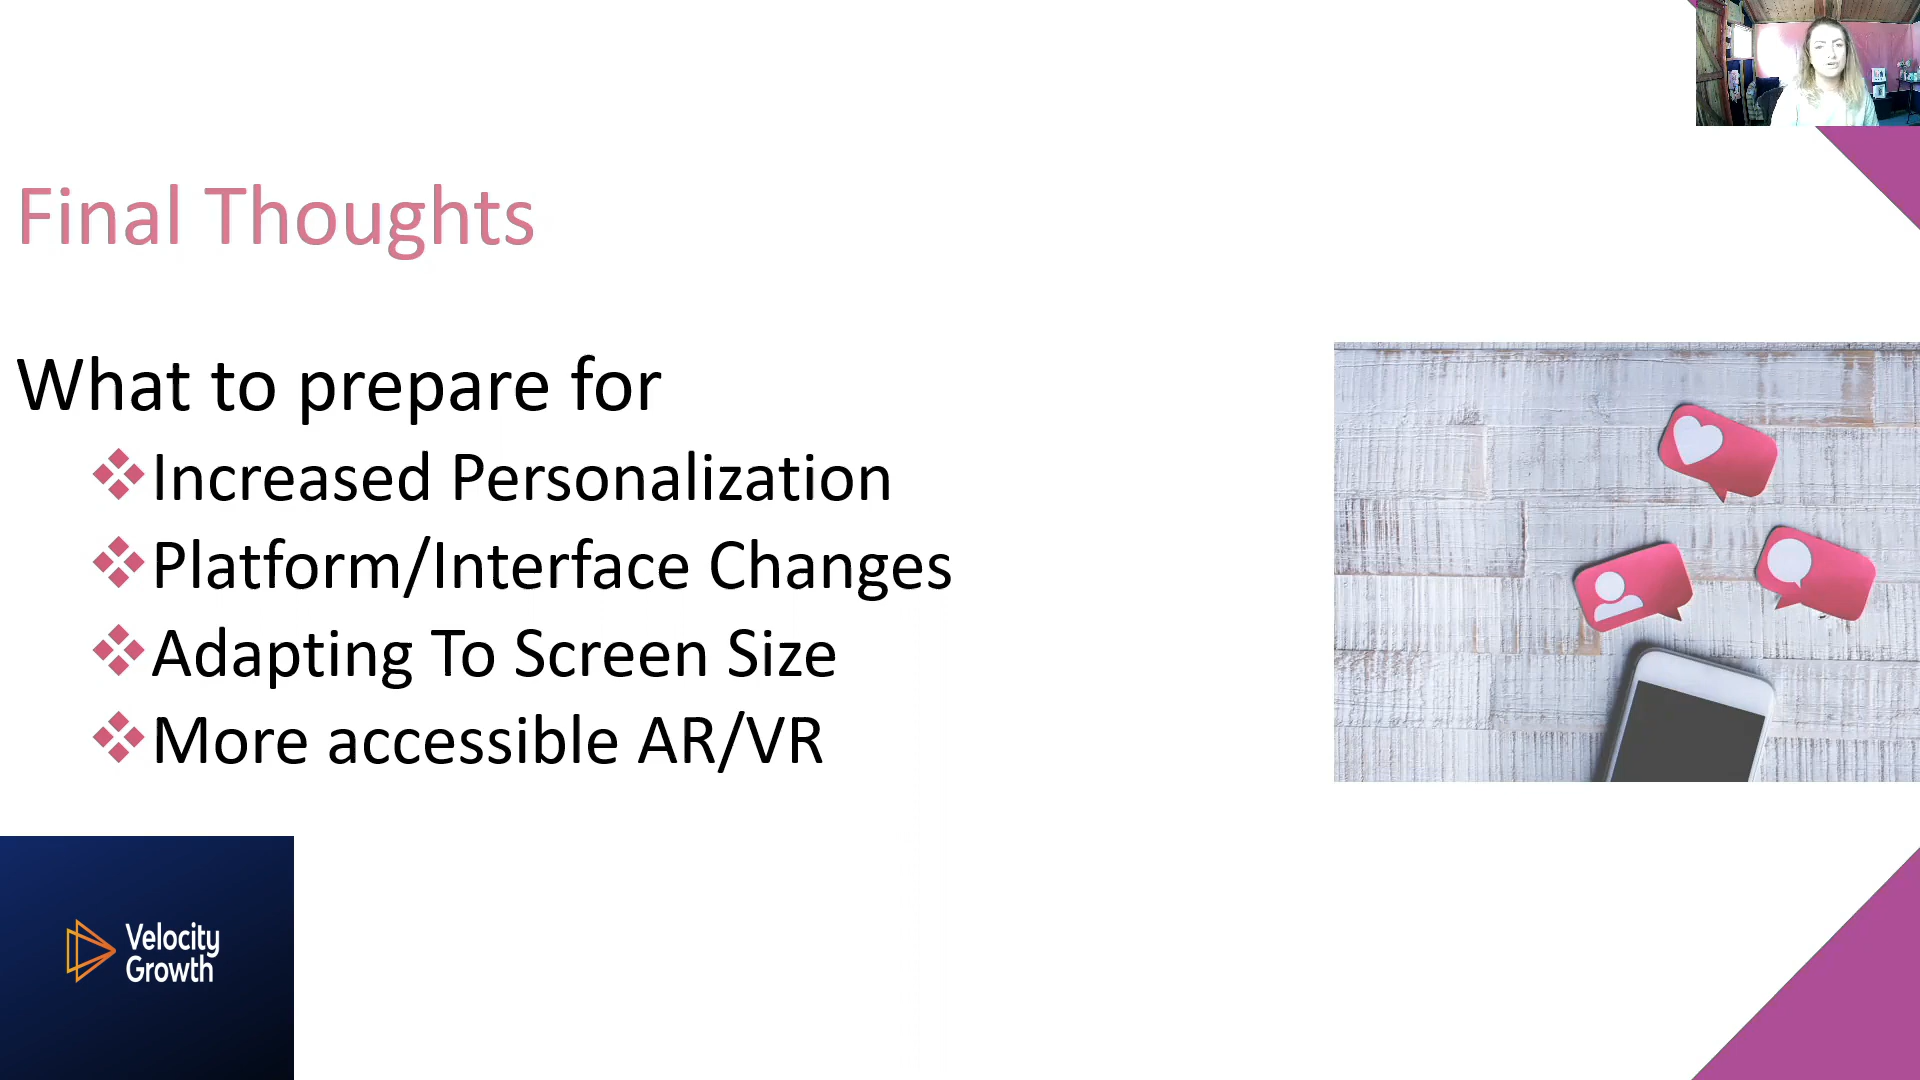 Final Thoughts
What to prepare for
❖Increased Personalization
❖Platform/Interface Changes
❖Adapting To Screen Size
❖More accessible AR/VR
Velocity
Growth